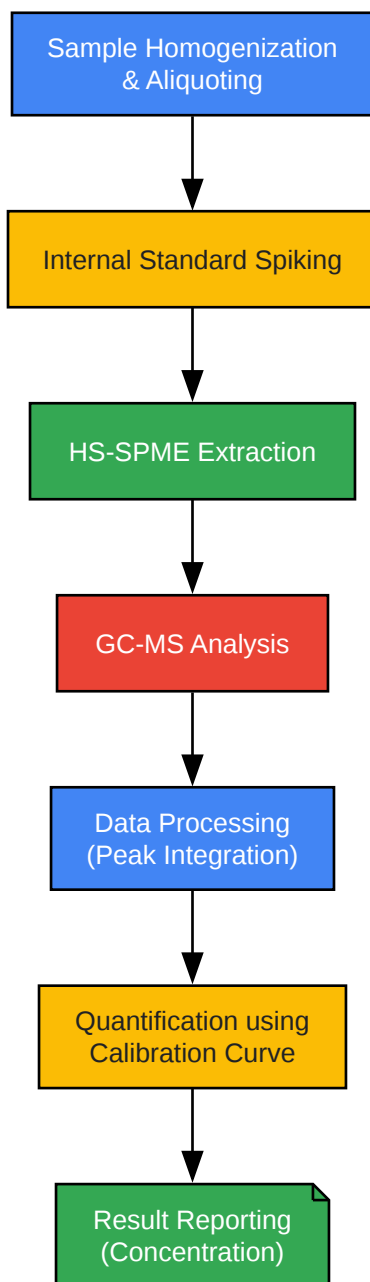 Sample Homogenization
& Aliquoting
Internal Standard Spiking
HS-SPME Extraction
GC-MS Analysis
Data Processing
(Peak Integration)
Quantification using
Calibration Curve
Result Reporting
(Concentration)